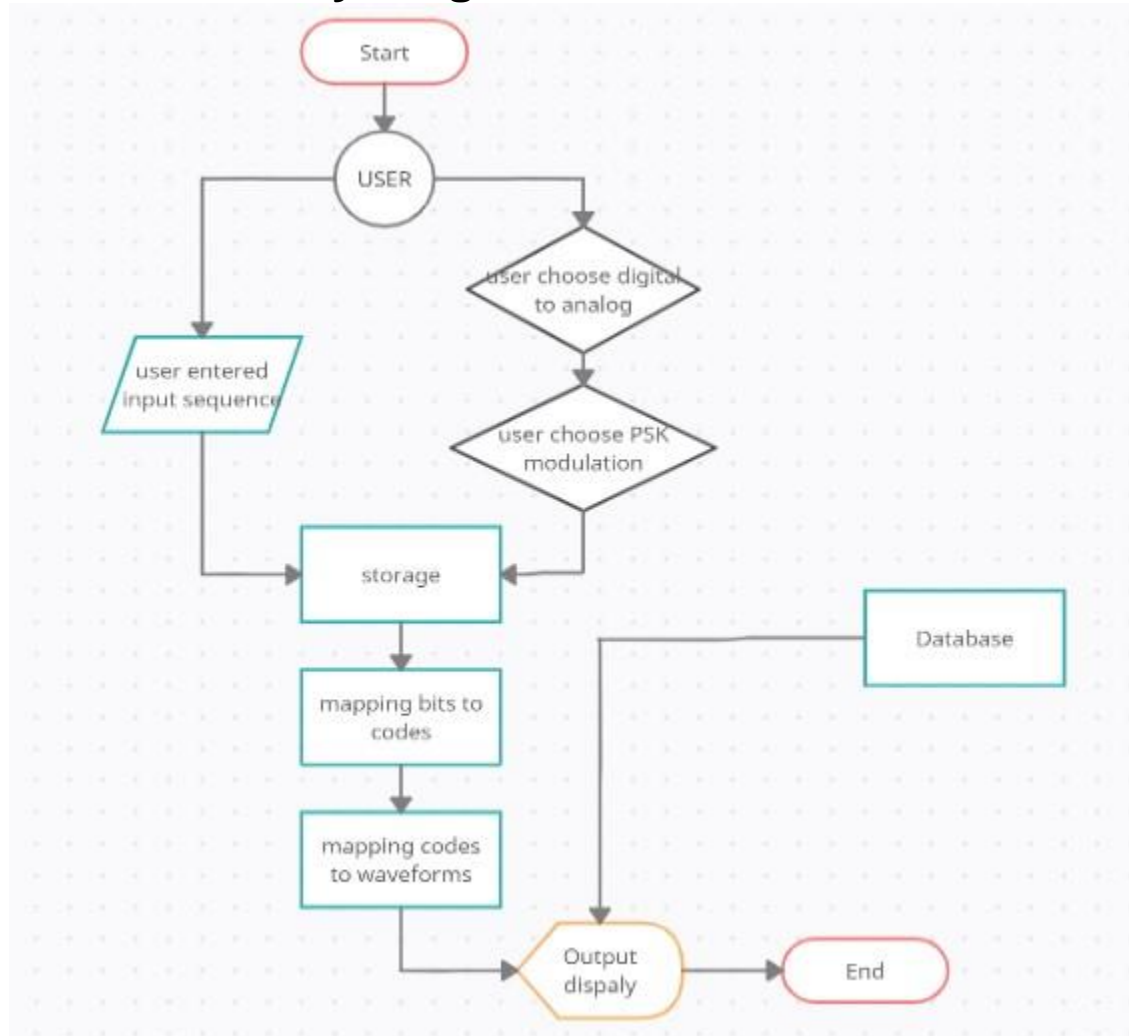 Start
USER
user choose digital
to analog
user entered
input sequence
user choose PSK
modulation
storage
Database
mapping bits to
codes
mapping codes
to waveforms
Output
dispaly
End